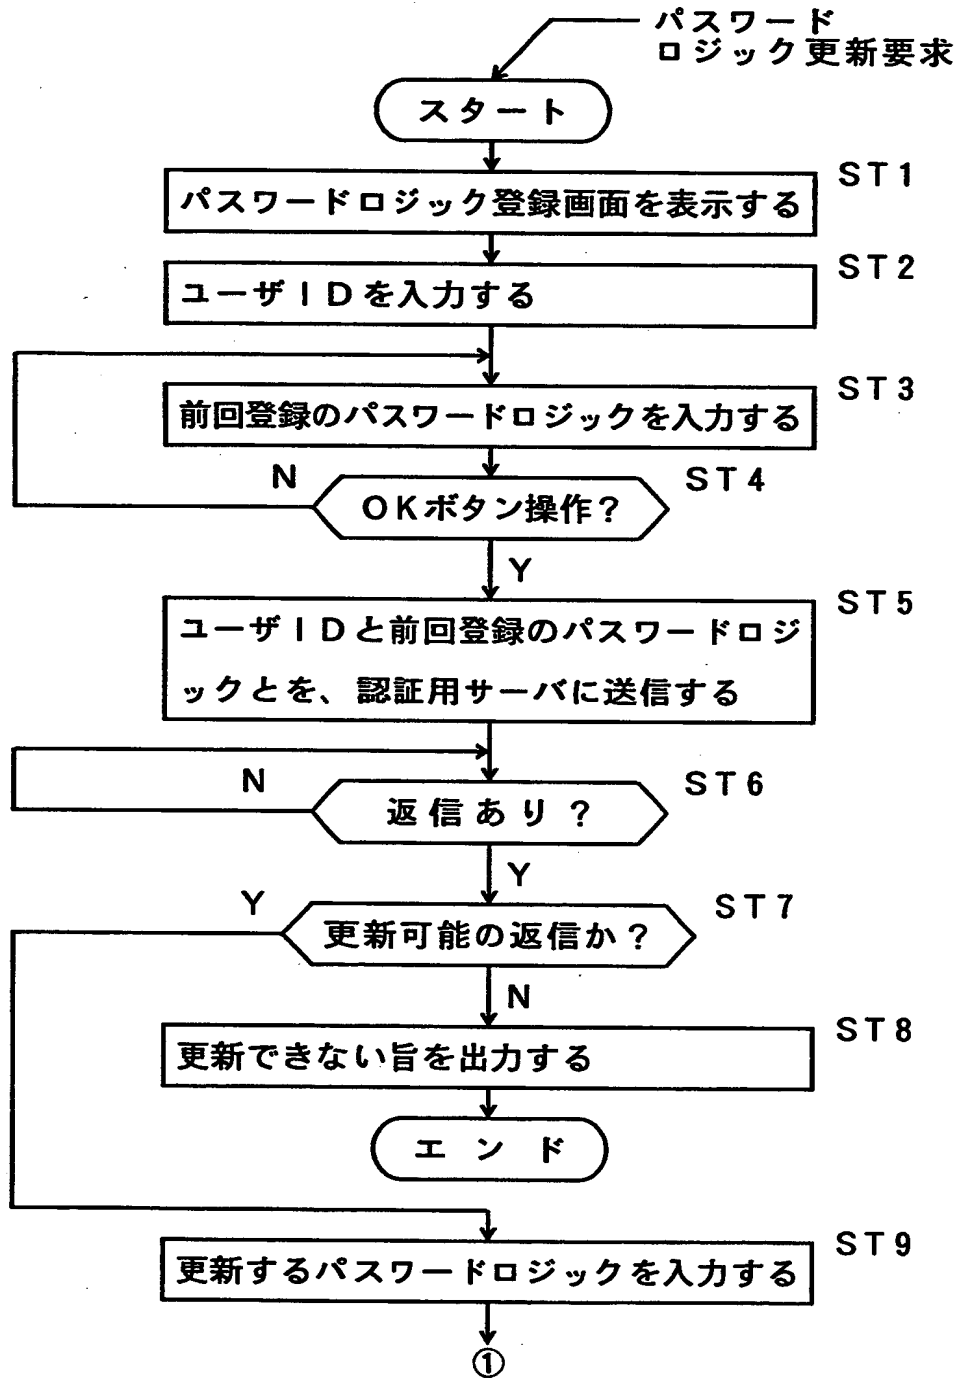 パスワード
ロジック更新要求
スタート
ST1
パスワードロジック登録画面を表示する
ST2
ユーザIDを入力する
ST3
前回登録のパスワードロジックを入力する
N
ST4
OKボタン操作?
Y
ST5
ユーザIDと前回登録のパスワードロジ
ックとを、認証用サーバに送信する
N
ST6
返信あり?
Y
Y
ST7
更新可能の返信か?
N
ST8
更新できない旨を出力する
エンド
ST9
更新するパスワードロジックを入力する
①